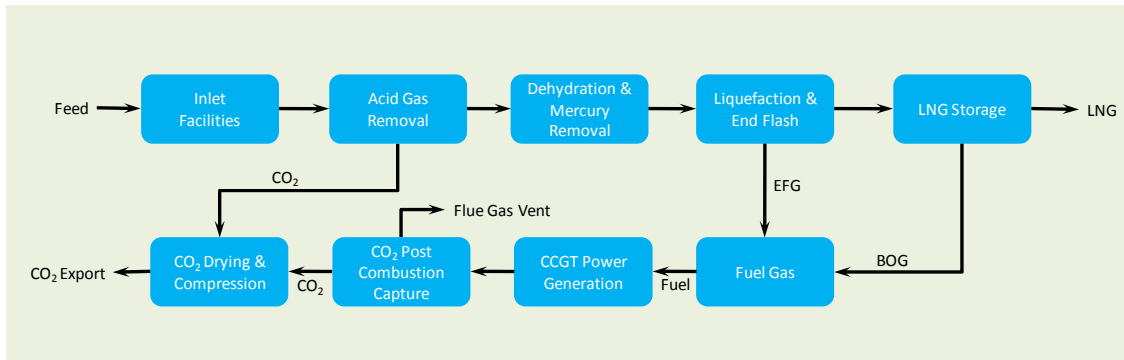 Feed
Inlet
Facilities
Acid Gas
Removal
Dehydration &
Mercury
Removal
Liquefaction &
End Flash
LNG Storage
LNG
CO₂
EFG
Flue Gas Vent
BOG
CO₂ Export
CO₂ Drying &
Compression
CO₂
CO₂ Post
Combustion
Capture
CCGT Power
Generation
Fuel
Fuel Gas